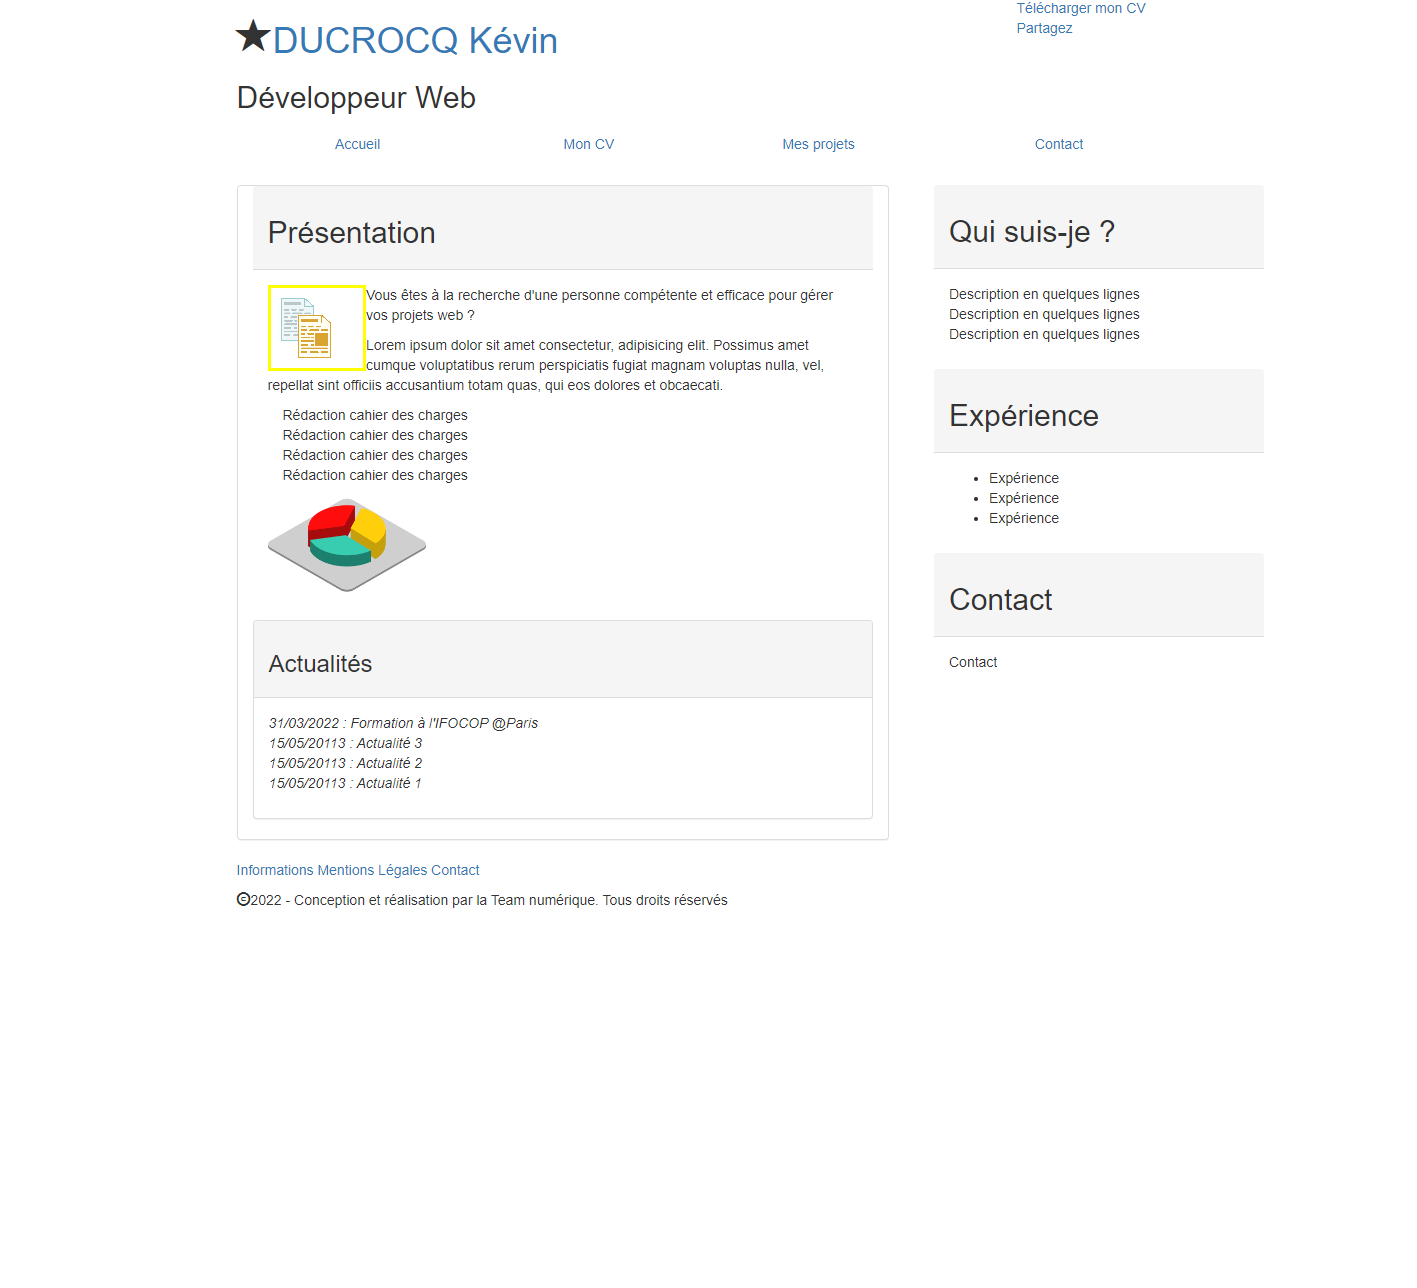 DUCROCQ Kévin
Télécharger mon CV
Partagez
Développeur Web
Accueil
Mon CV
Mes projets
Contact
Présentation
Vous êtes à la recherche d'une personne compétente et efficace pour gérer
vos projets web ?
Lorem ipsum dolor sit amet consectetur, adipisicing elit. Possimus amet
cumque voluptatibus rerum perspiciatis fugiat magnam voluptas nulla, vel,
repellat sint officiis accusantium totam quas, qui eos dolores et obcaecati.
Rédaction cahier des charges
Rédaction cahier des charges
Rédaction cahier des charges
Rédaction cahier des charges
Actualités
31/03/2022 : Formation à l'IFOCOP @Paris
15/05/20113 : Actualité 3
15/05/20113 : Actualité 2
15/05/20113 : Actualité 1
Qui suis-je ?
Description en quelques lignes
Description en quelques lignes
Description en quelques lignes
Expérience
• Expérience
• Expérience
• Expérience
Contact
Contact
Informations Mentions Légales Contact
©2022 - Conception et réalisation par la Team numérique. Tous droits réservés